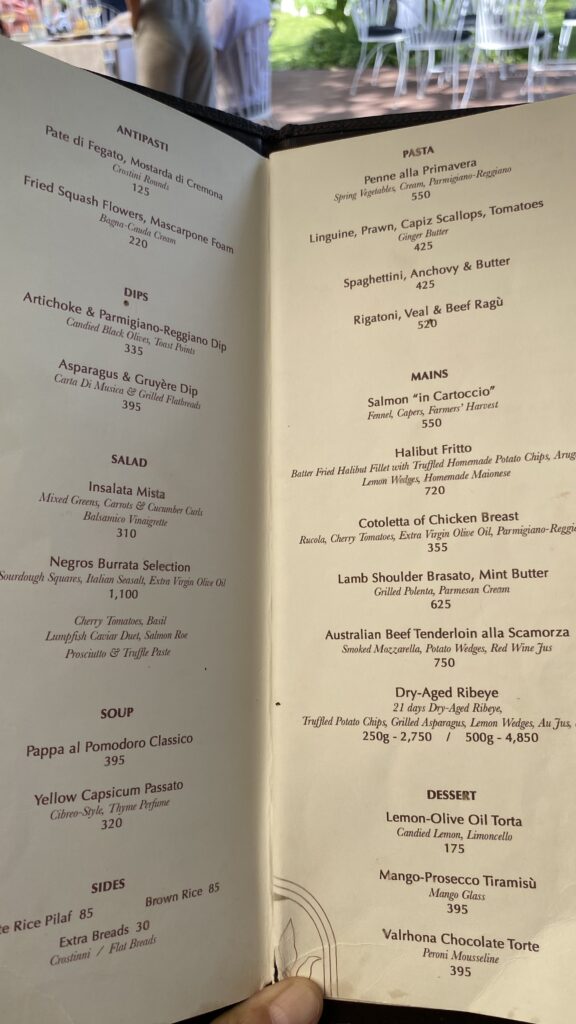 ANTIPASTI
Pate di Fegato, Mostarda di Cremona
Crostini Rounds
125
Fried Squash Flowers, Mascarpone Foam
Bagna-Cauda Cream
220
DIPS
Artichoke & Parmigiano-Reggiano Dip
Candied Black Olives, Toast Points
335
Asparagus & Gruyère Dip
Carta Di Musica & Grilled Flatbreads
395
SALAD
Insalata Mista
Mixed Greens, Carrots & Cucumber Curls
Balsamico Vinaigrette
310
Negros Burrata Selection
Sourdough Squares, Italian Seasalt, Extra Virgin Olive Oil
1,100
Cherry Tomatoes, Basil
Lumpfish Caviar Duet, Salmon Roe
Prosciutto & Truffle Paste
SOUP
Pappa al Pomodoro Classico
395
Yellow Capsicum Passato
Cibreo-Style, Thyme Perfume
320
SIDES
Rice Pilaf 85 Brown Rice 85
Extra Breads 30
Crostinni / Flat Breads
PASTA
Penne alla Primavera
Spring Vegetables, Cream, Parmigiano-Reggiano
550
Linguine, Prawn, Capiz Scallops, Tomatoes
Ginger Butter
425
Spaghettini, Anchovy & Butter
425
Rigatoni, Veal & Beef Ragù
520
MAINS
Salmon “in Cartoccio”
Fennel, Capers, Farmers’ Harvest
550
Halibut Fritto
Batter Fried Halibut Fillet with Truffled Homemade Potato Chips,
Lemon Wedges, Homemade Maionese
720
Cotoletta of Chicken Breast
Rucola, Cherry Tomatoes, Extra Virgin Olive Oil,
355
Lamb Shoulder Brasato, Mint Butter
Grilled Polenta, Parmesan Cream
625
Australian Beef Tenderloin alla Scamorza
Smoked Mozzarella, Potato Wedges, Red Wine Jus
750
Dry-Aged Ribeye
21 days Dry-Aged Ribeye,
Truffled Potato Chips, Grilled Asparagus, Lemon Wedges, Au Jus,
250g - 2,750 / 500g - 4,850
DESSERT
Lemon-Olive Oil Torta
Candied Lemon, Limoncello
175
Mango-Prosecco Tiramisù
Mango Glass
395
Valrhona Chocolate Torte
Peroni Mousseline
395